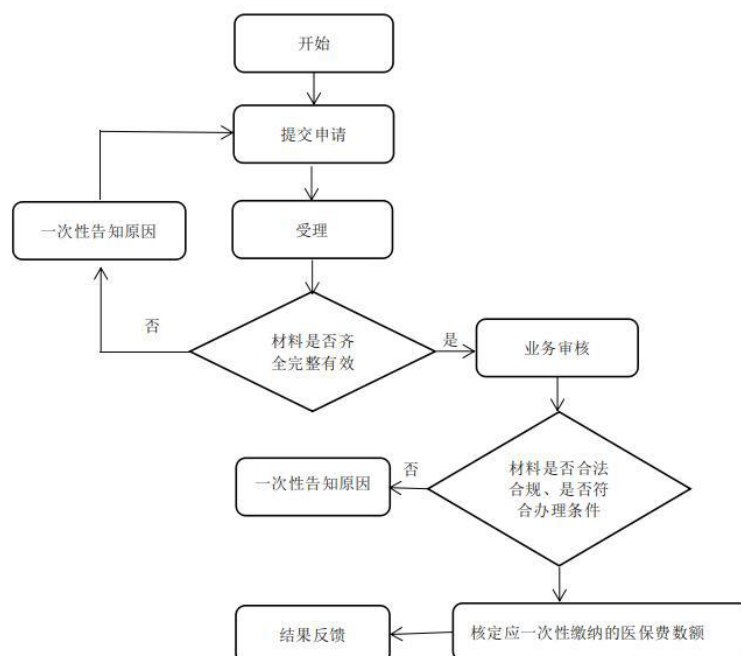 开始
提交申请
一次性告知原因
受理
否
材料是否齐
全完整有效
是
业务审核
一次性告知原因
否
材料是否合法
合规、是否符
合办理条件
结果反馈
核定应一次性缴纳的医保费数额